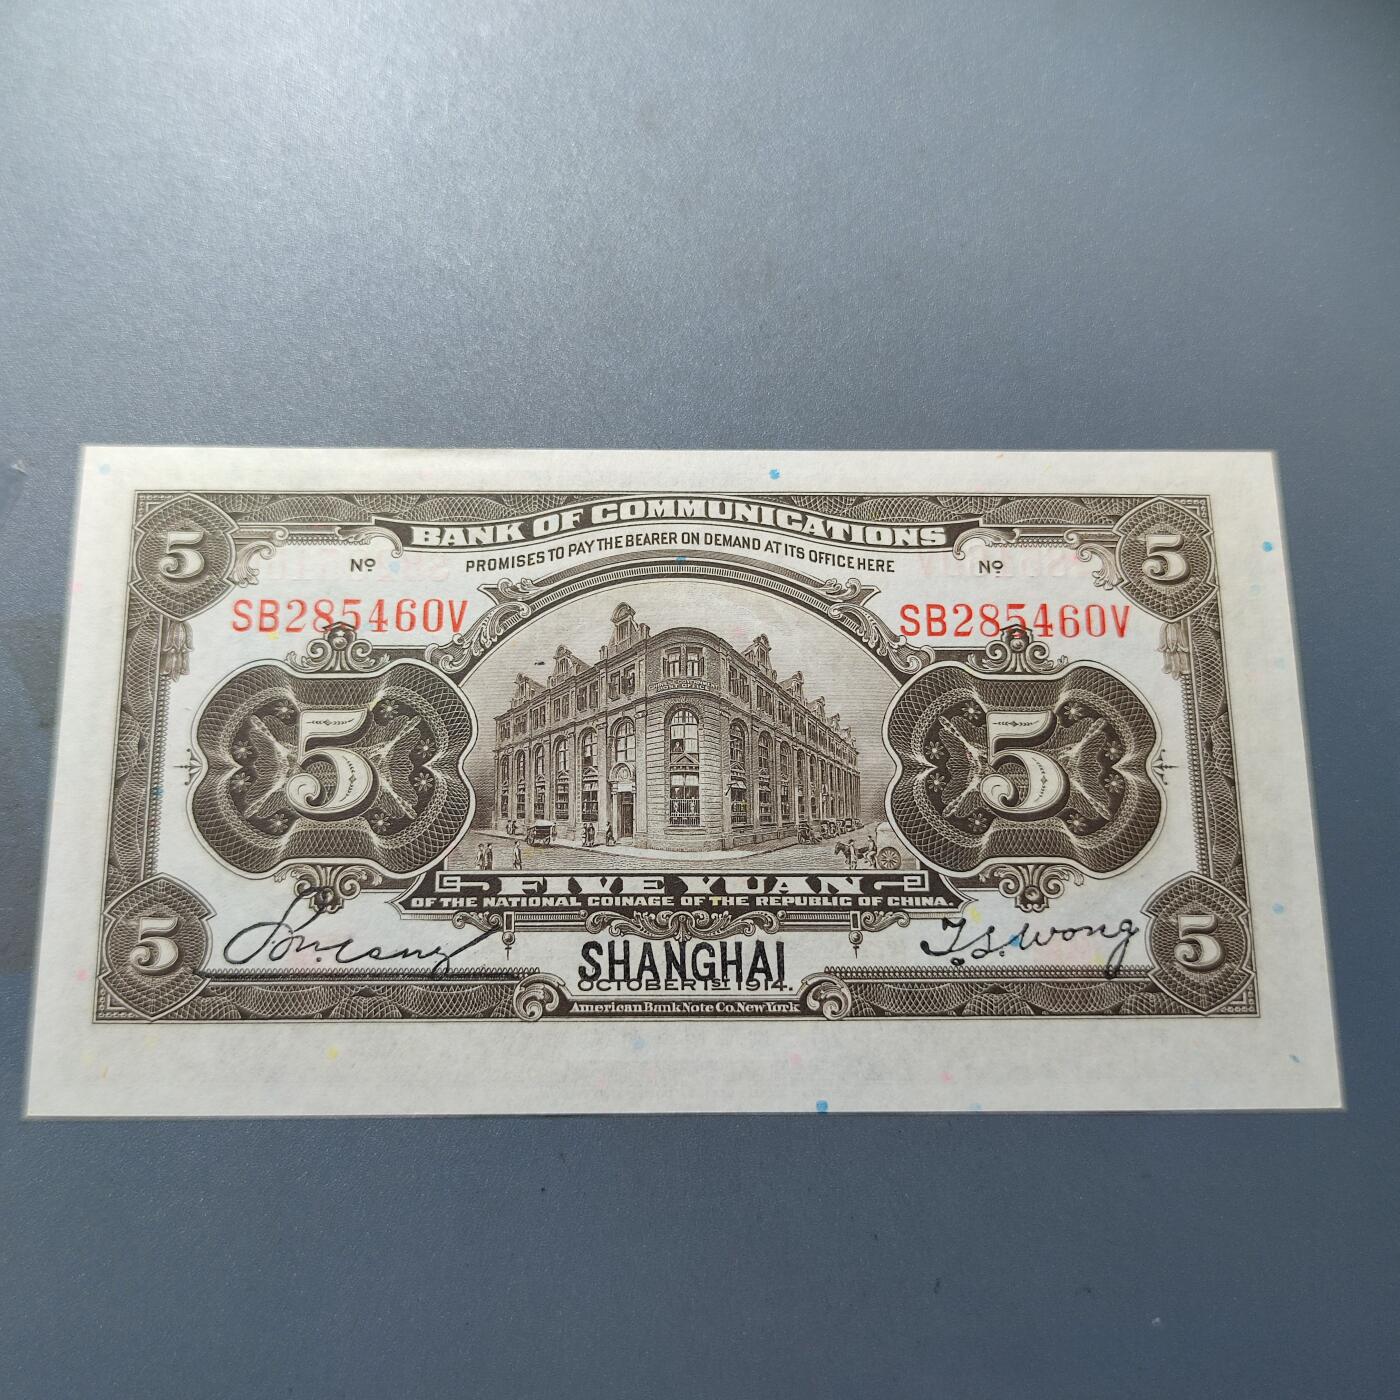 BANK OF COMMUNICATIONS
PROMISES TO PAY THE BEARER ON DEMAND AT ITS OFFICE HERE
5 5
Nº Nº
SB285460V SB285460V
5 5
FIVE YUAN
OF THE NATIONAL COINAGE OF THE REPUBLIC OF CHINA.
5 5
T. S. Wong
SHANGHAI
OCTOBER 1ST 1914.
American Bank Note Co. New York